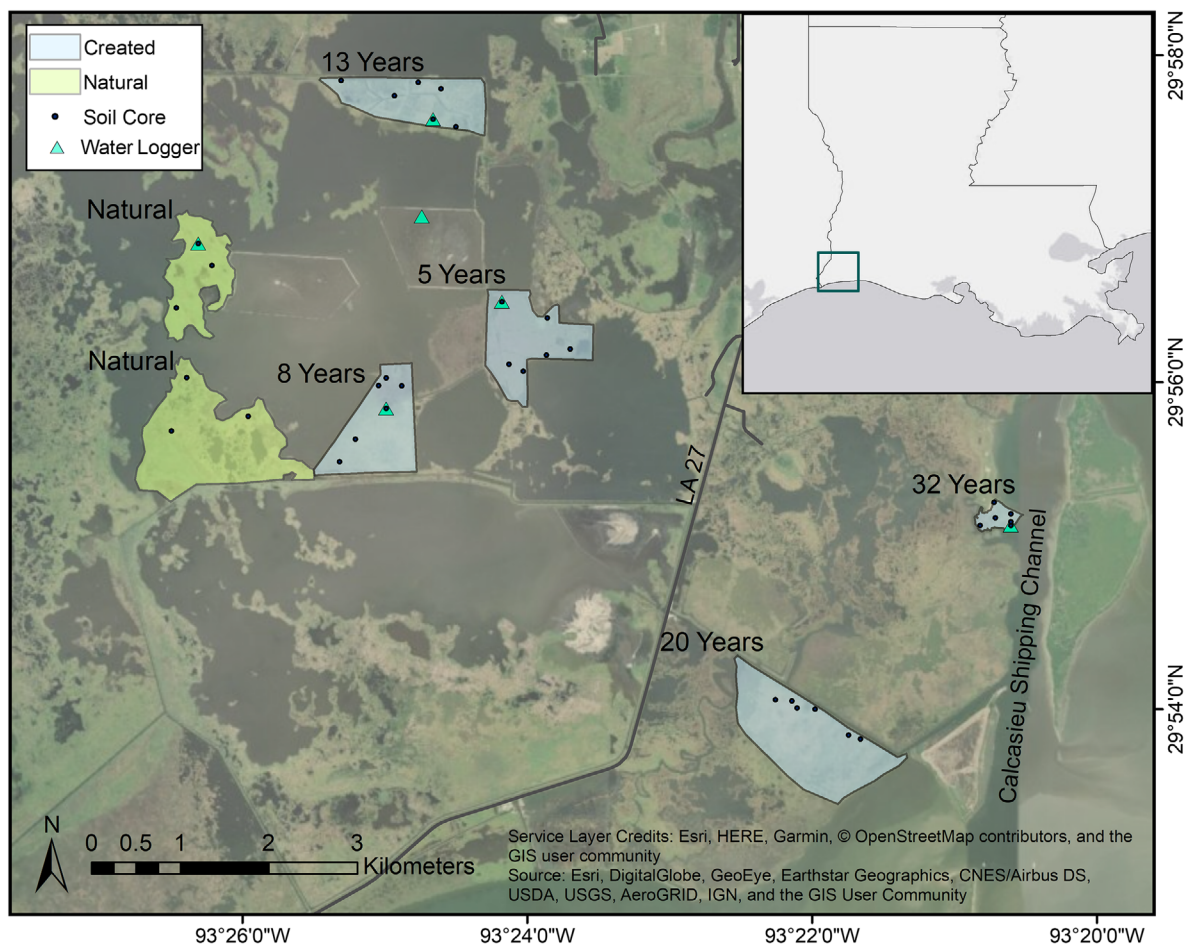 Created
Natural
Soil Core
Water Logger
13 Years
Natural
5 Years
Natural
8 Years
LA 27
32 Years
Calcasieu Shipping Channel
20 Years
N
0 0.5 1 2 3
Kilometers
Service Layer Credits: Esri, HERE, Garmin, © OpenStreetMap contributors, and the
GIS user community
Source: Esri, DigitalGlobe, GeoEye, Earthstar Geographics, CNES/Airbus DS,
USDA, USGS, AeroGRID, IGN, and the GIS User Community
93°26'0"W 93°24'0"W 93°22'0"W 93°20'0"W
29°58'0"N
29°56'0"N
29°54'0"N